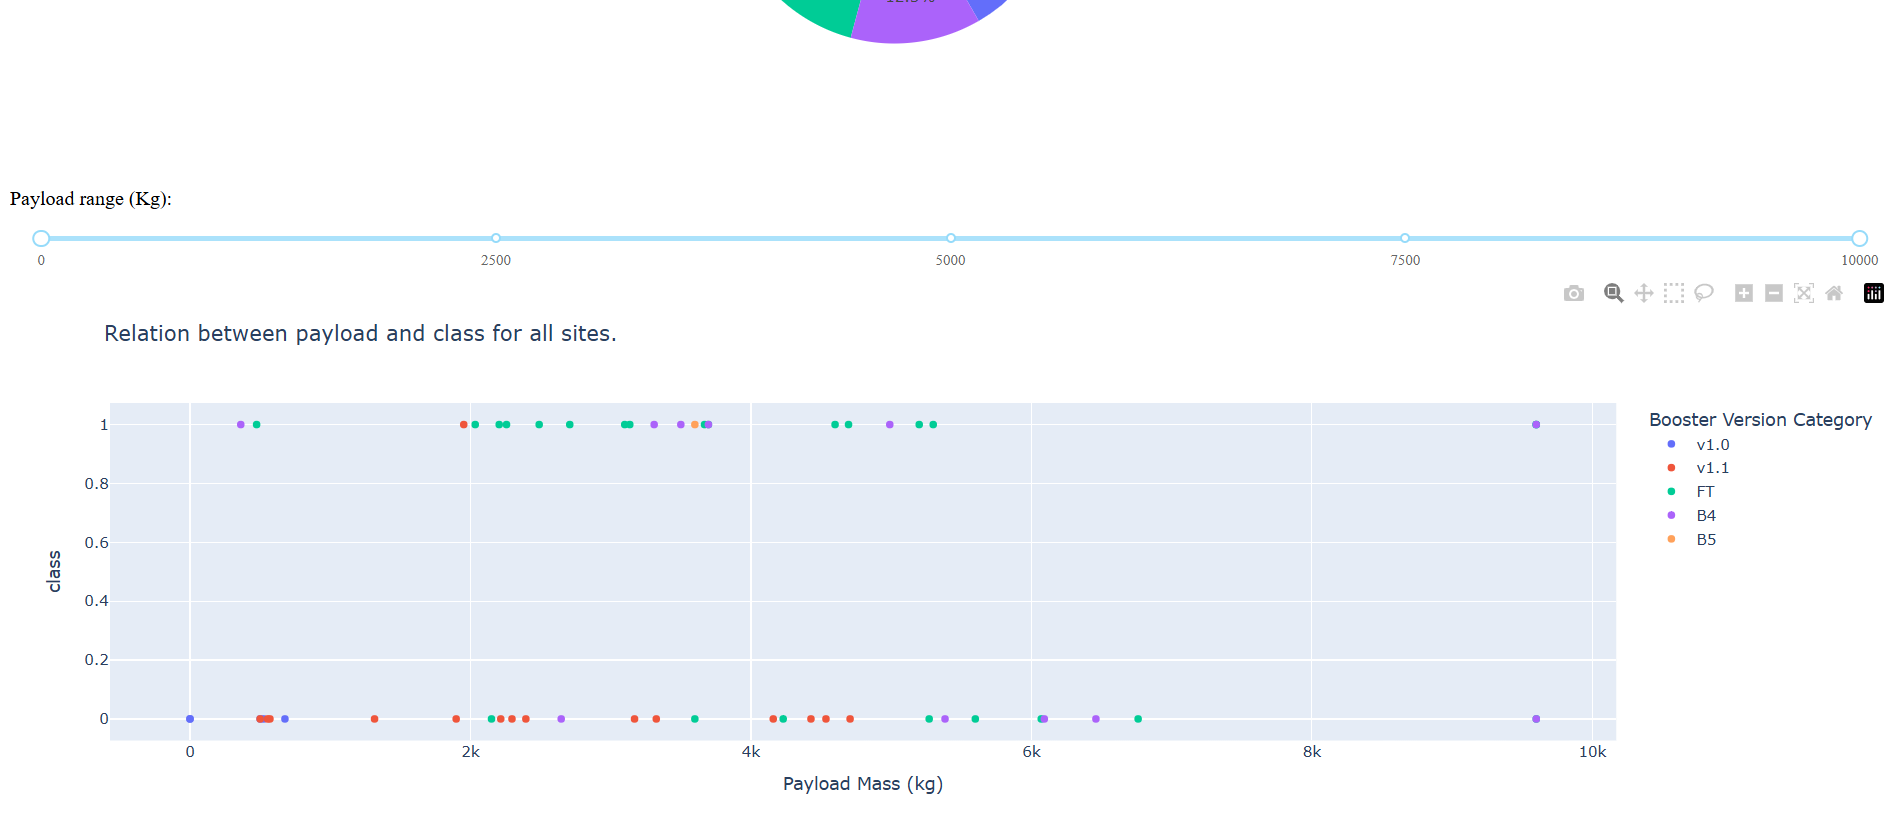 Payload range (Kg):
0 2500 5000 7500 10000
Relation between payload and class for all sites.
1
0.8
0.6
0.4
0.2
0
class
0 2k 4k 6k 8k 10k
Payload Mass (kg)
Booster Version Category
v1.0
v1.1
FT
B4
B5